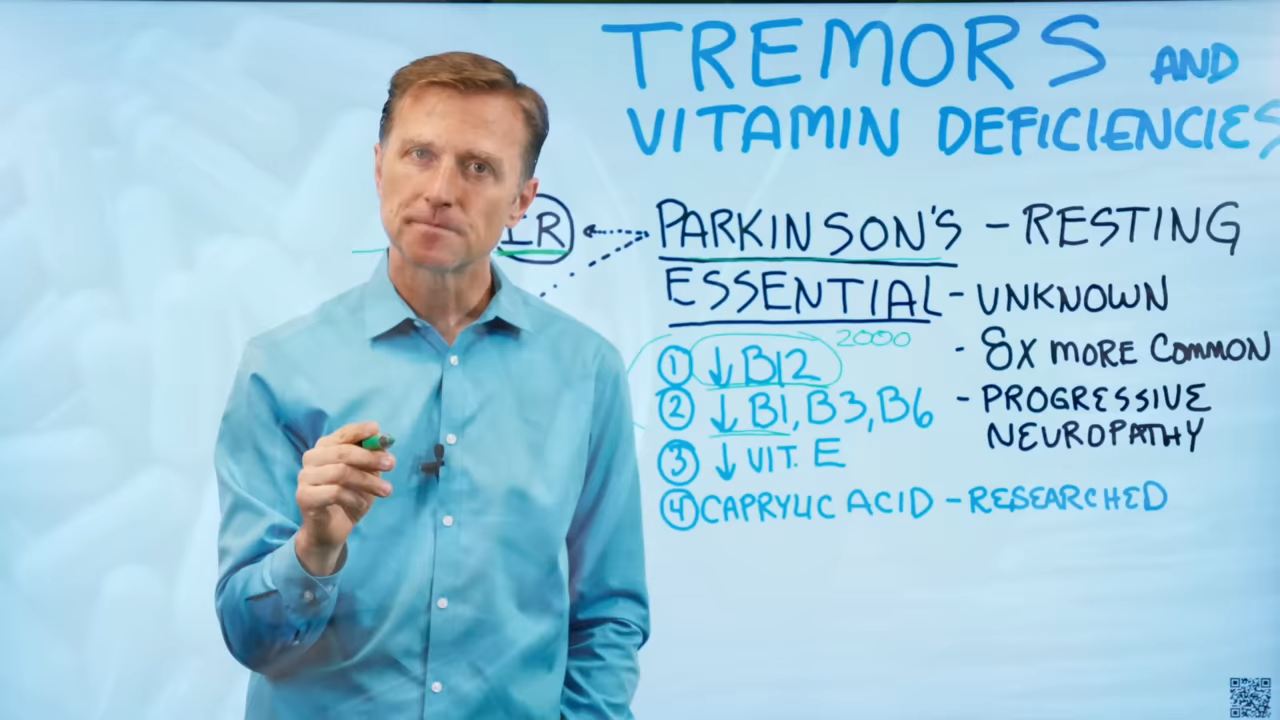 TREMORS AND
VITAMIN DEFICIENCIES
IR
PARKINSON'S - RESTING
ESSENTIAL - UNKNOWN
2000
- 8X MORE COMMON
① ↓ B12
② ↓ B1, B3, B6
- PROGRESSIVE
NEUROPATHY
③ ↓ VIT. E
④ CAPRYLIC ACID - RESEARCHED